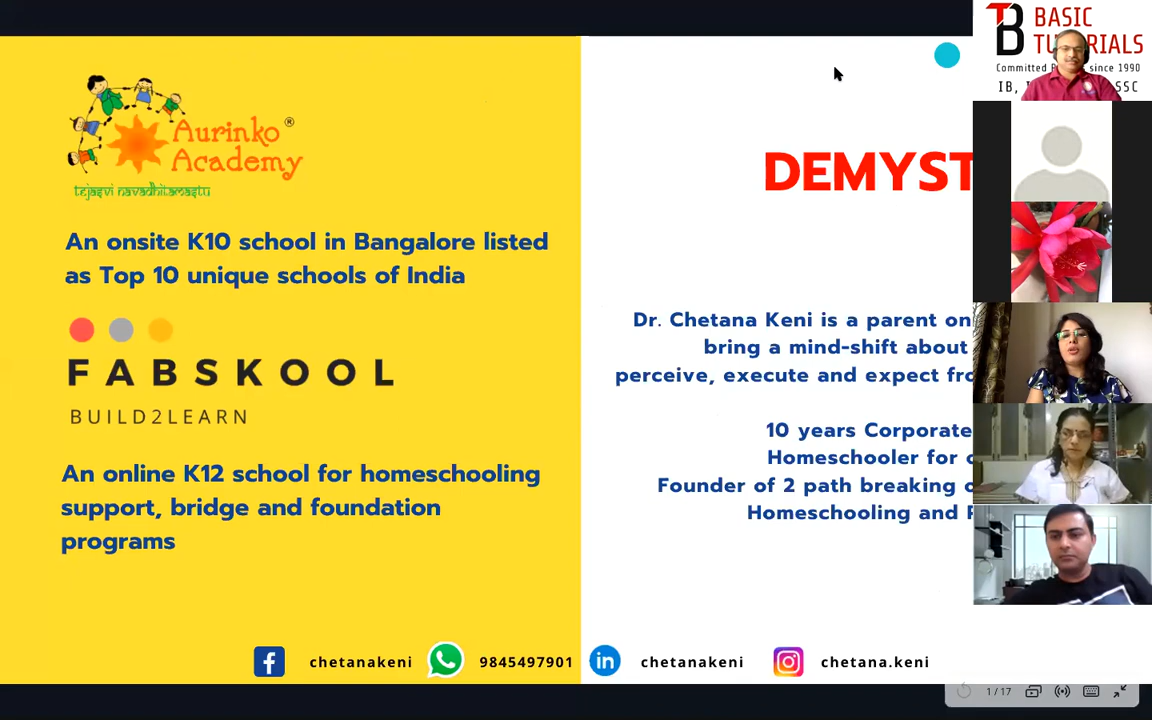 Aurinko ®
Academy
tejasvi navadhiitamastu
An onsite K10 school in Bangalore listed
as Top 10 unique schools of India
FABSKOOL
BUILD2LEARN
An online K12 school for homeschooling
support, bridge and foundation
programs
DEMYST
Dr. Chetana Keni is a parent on
bring a mind-shift about
perceive, execute and expect
10 years Corporate
Homeschooler for
Founder of 2 path breaking
Homeschooling and
chetanakeni
9845497901
chetanakeni
chetana.keni
TB BASIC
Committed
since 1990
IB,
SSC
1/17